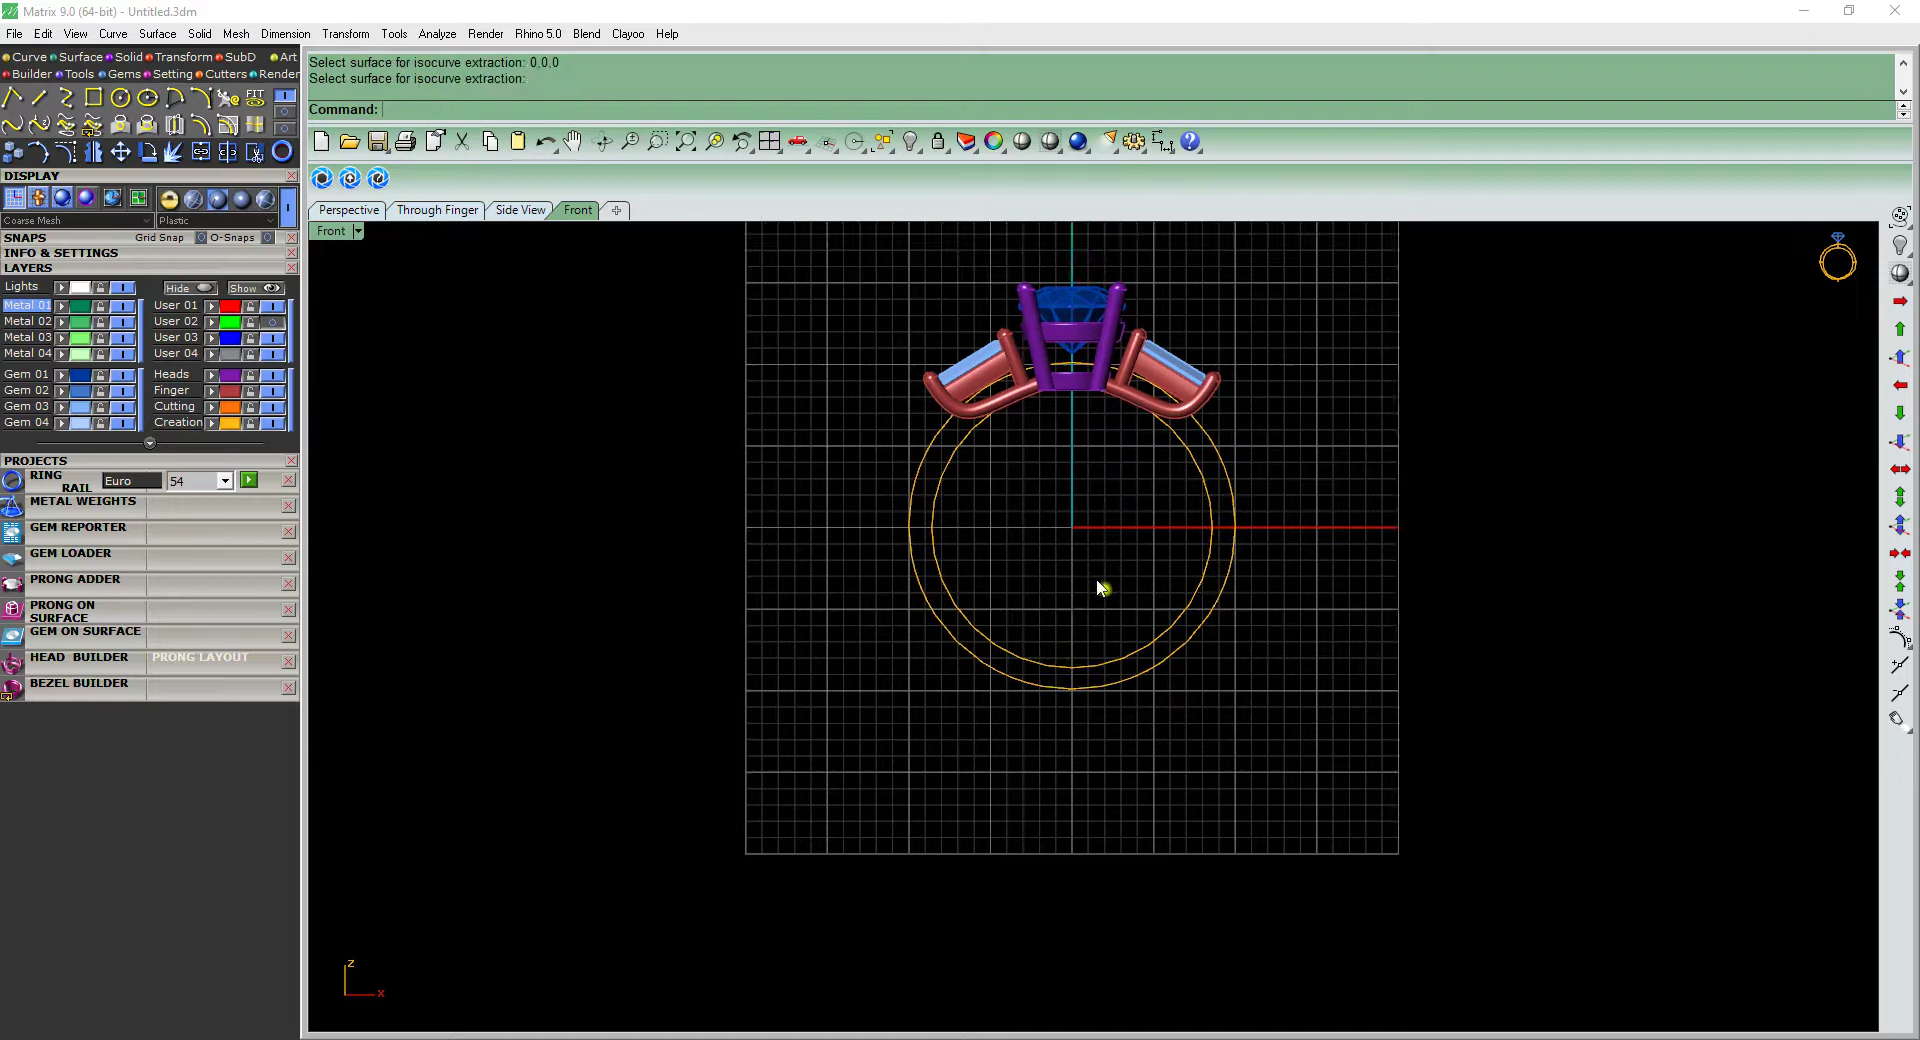 Matrix 9.0 (64-bit) - Untitled.3dm
File Edit View Curve Surface Solid Mesh Transform Tools Analyze Render Rhino 5.0 Blend Clayoo Help
Curve Surface Solid Transform SubD Art
Builder Tools Gems Setting Cutters Render
FIT
Select surface for isocurve extraction: 0,0,0
Select surface for isocurve extraction:
Command:
DISPLAY
Coarse Mesh Plastic
SNAPS Grid Snap O-Snaps
INFO & SETTINGS
LAYERS
Lights Hide Show
Metal 01 User 01
Metal 02 User 02
Metal 03 User 03
Metal 04 User 04
Gem 01 Heads
Gem 02 Finger
Gem 03 Cutting
Gem 04 Creation
PROJECTS
RING RAIL Euro 54
METAL WEIGHTS
GEM REPORTER
GEM LOADER
PRONG ADDER
PRONG ON SURFACE
GEM ON SURFACE
HEAD BUILDER PRONG LAYOUT
BEZEL BUILDER
Perspective Through Finger Side View Front
Front
z
x